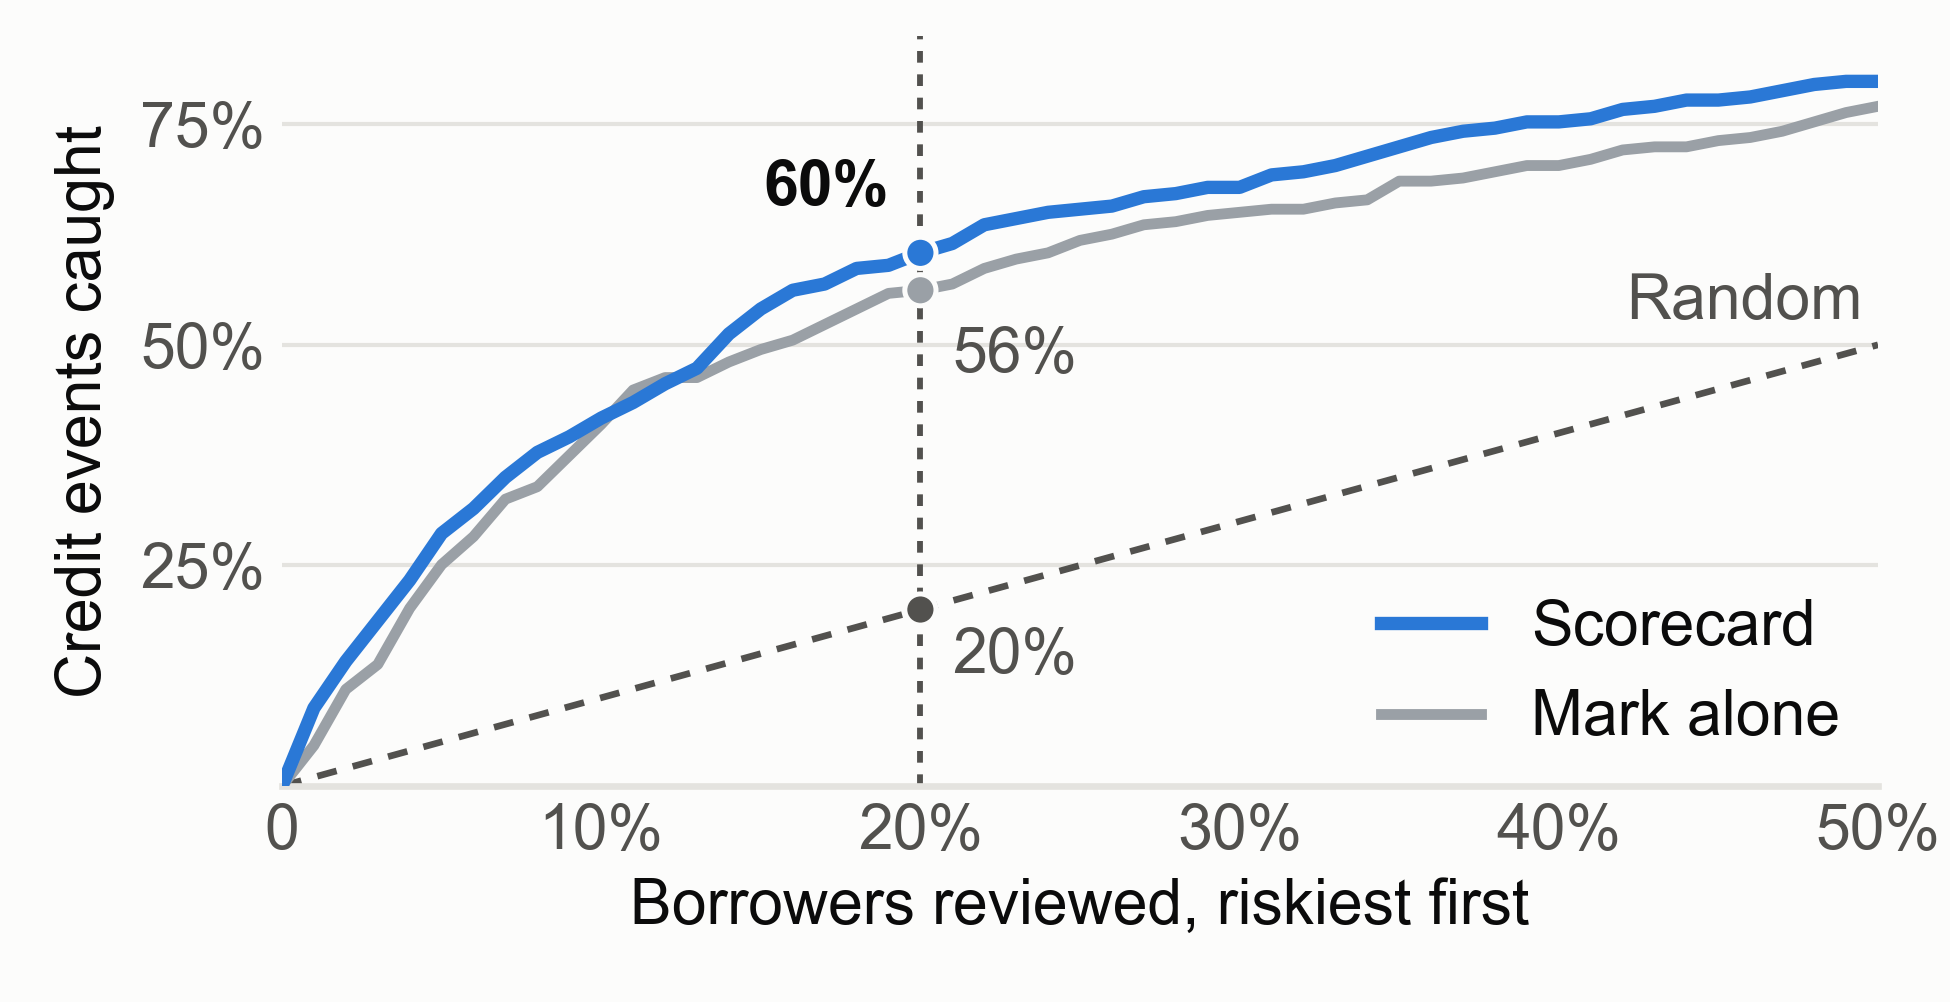 Credit events caught
75%
50%
25%
60%
56%
20%
Random
Scorecard
Mark alone
0 10% 20% 30% 40% 50%
Borrowers reviewed, riskiest first